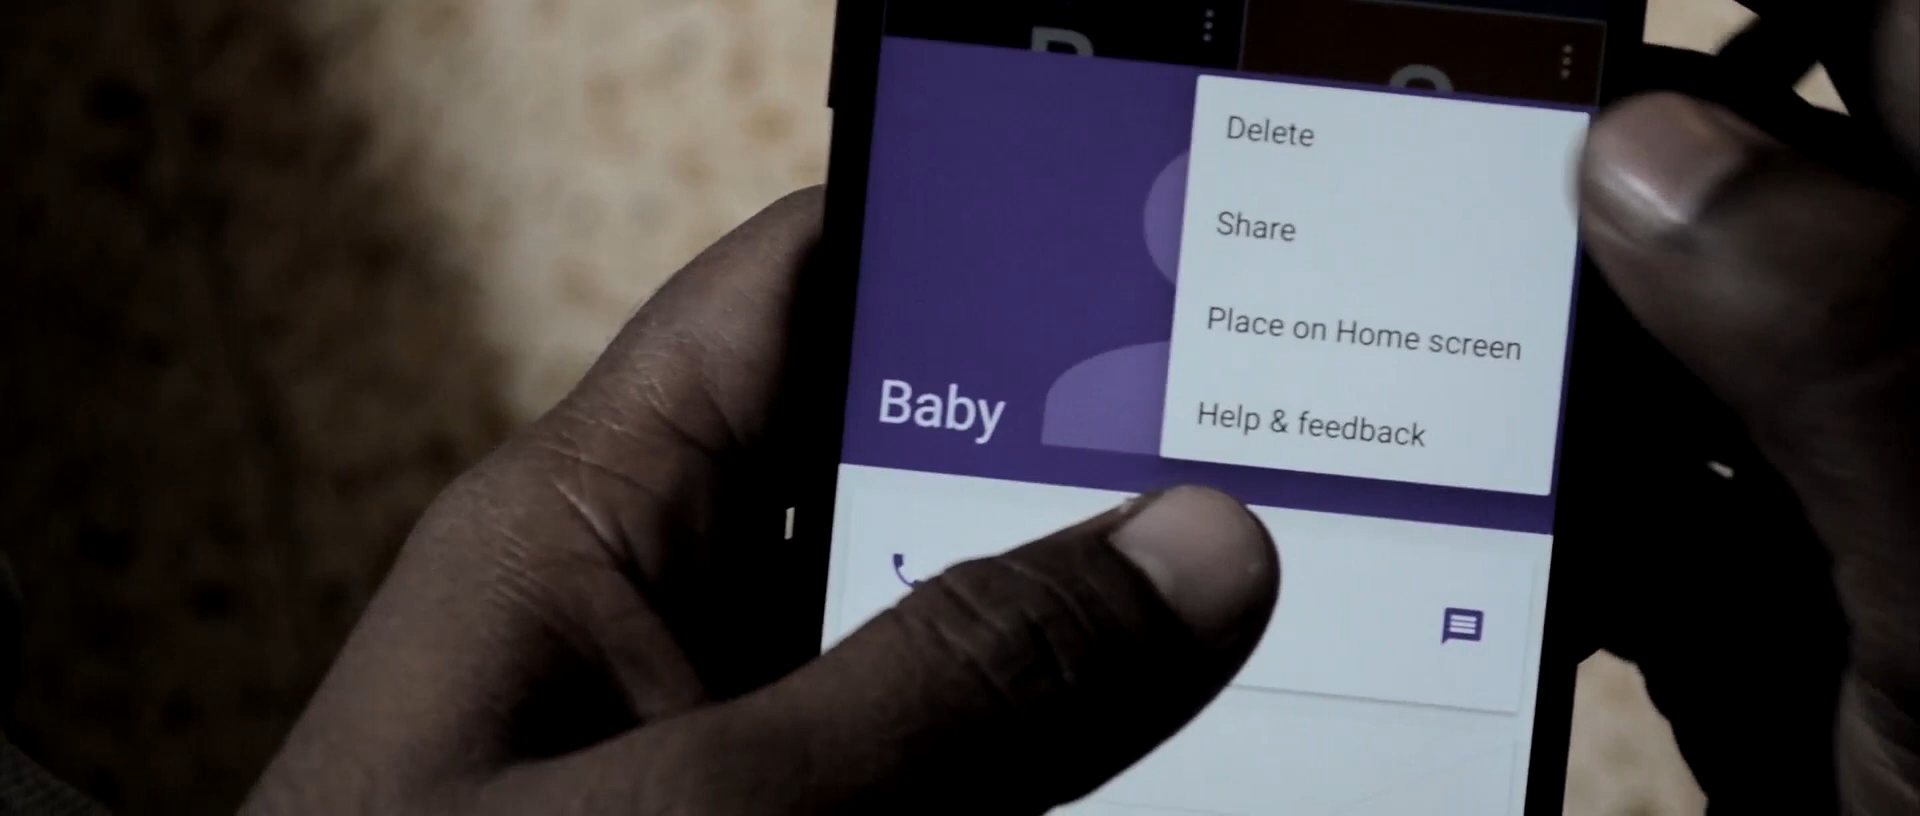 Delete
Share
Place on Home screen
Help & feedback
Baby